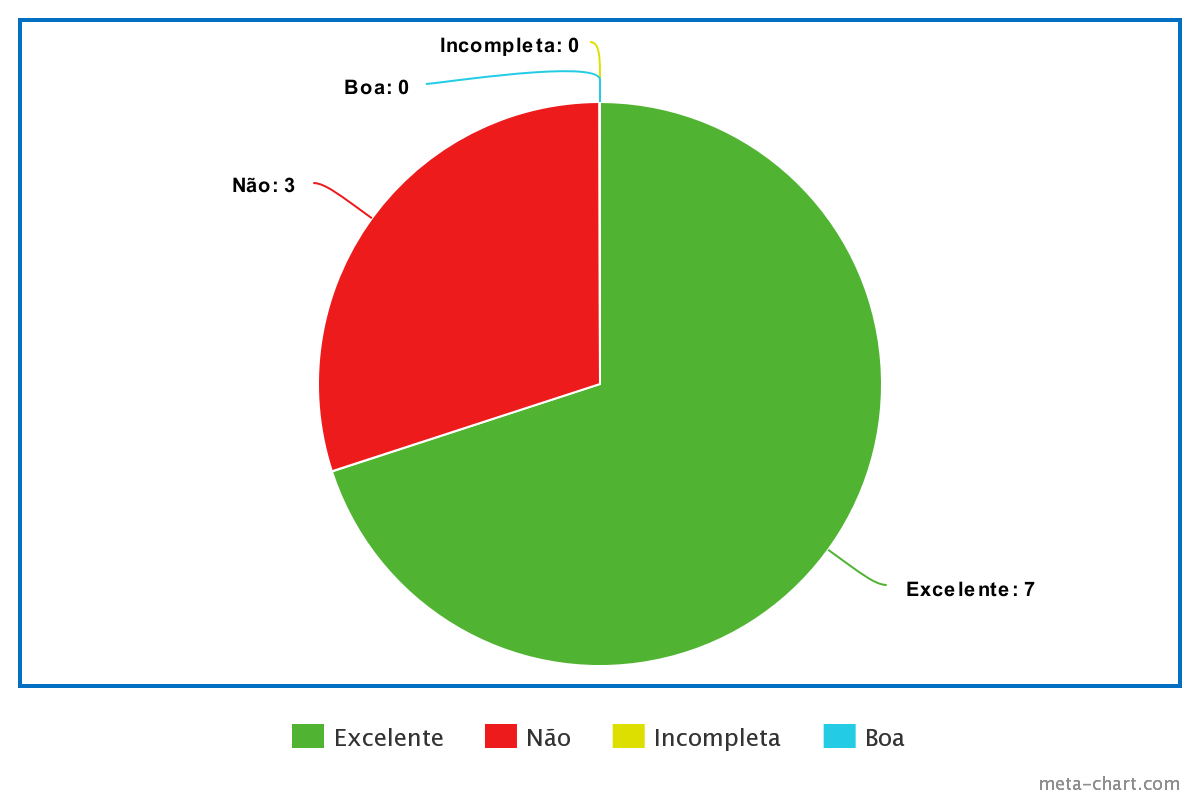 Incompleta: 0
Boa: 0
Não: 3
Excelente: 7
Excelente Não Incompleta Boa
meta-chart.com